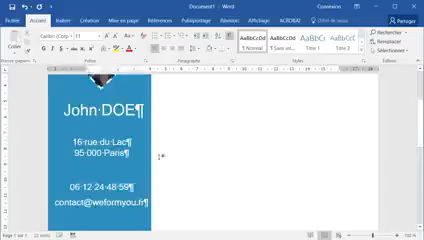 Document1 - Word
Connexion
Fichier Accueil Insertion Création Mise en page Références Publipostage Révision Affichage ACROBAT Dites-le nous Partager
Coller
Calibri (Corp 11
AaBbCcDd AaBbCcDd AaBbCc AaBbCcD
¶ Normal ¶ Sans int... Titre 1 Titre 2
Rechercher
Remplacer
Sélectionner
Presse-papiers Police Paragraphe Styles Modification
John·DOE¶
16·rue·du·Lac¶
95·000·Paris¶
06·12·24·48·59¶
contact@weformyou.fr¶
Page 1 sur 1
100 %